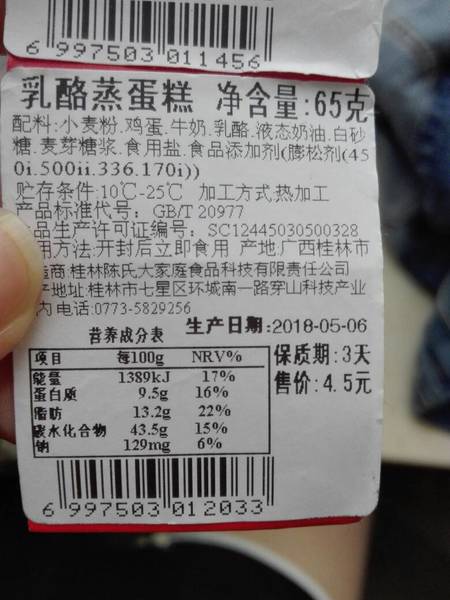 6 997503 011456
乳酪蒸蛋糕 净含量:65克
配料:小麦粉.鸡蛋.牛奶.乳酪.液态奶油.白砂
糖.麦芽糖浆.食用盐.食品添加剂(膨松剂(45
0i.500ii.336.170i))
贮存条件:10℃-25℃ 加工方式:热加工
产品标准代号: GB/T 20977
品生产许可证编号: SC12445030500328
用方法:开封后立即食用 产地:广西桂林市
造商:桂林陈氏大家庭食品科技有限责任公司
产地址:桂林市七星区环城南一路穿山科技产业
内 电话:0773-5829256
营养成分表 生产日期:2018-05-06
项目 每100g NRV% 保质期:3天
能量 1389kJ 17% 售价:4.5元
蛋白质 9.5g 16%
脂肪 13.2g 22%
碳水化合物 43.5g 15%
钠 129mg 6%
6 997503 012033